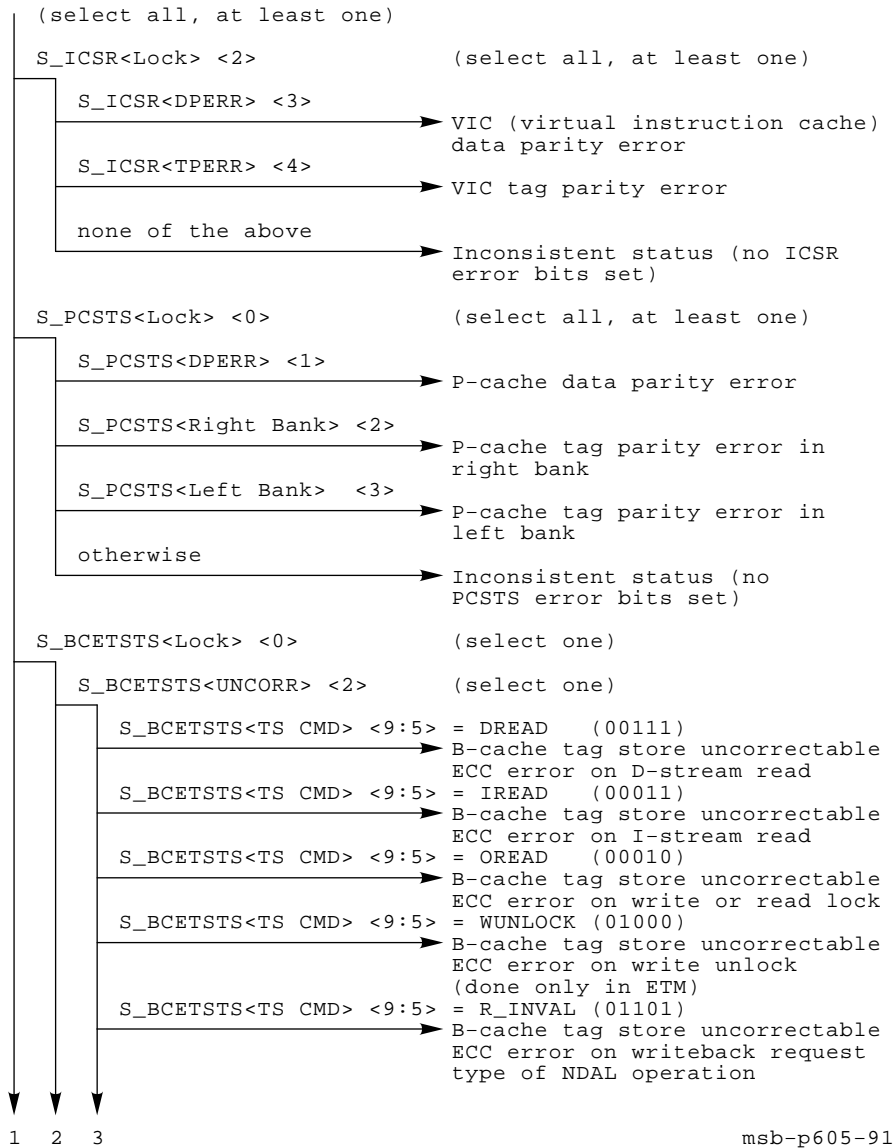 (select all, at least one)
S_ICSR<Lock> <2> (select all, at least one)
S_ICSR<DPERR> <3>
VIC (virtual instruction cache)
data parity error
S_ICSR<TPERR> <4>
VIC tag parity error
none of the above
Inconsistent status (no ICSR
error bits set)
S_PCSTS<Lock> <0> (select all, at least one)
S_PCSTS<DPERR> <1>
P-cache data parity error
S_PCSTS<Right Bank> <2>
P-cache tag parity error in
right bank
S_PCSTS<Left Bank> <3>
P-cache tag parity error in
left bank
otherwise
Inconsistent status (no
PCSTS error bits set)
S_BCETSTS<Lock> <0> (select one)
S_BCETSTS<UNCORR> <2> (select one)
S_BCETSTS<TS CMD> <9:5> = DREAD (00111)
B-cache tag store uncorrectable
ECC error on D-stream read
S_BCETSTS<TS CMD> <9:5> = IREAD (00011)
B-cache tag store uncorrectable
ECC error on I-stream read
S_BCETSTS<TS CMD> <9:5> = OREAD (00010)
B-cache tag store uncorrectable
ECC error on write or read lock
S_BCETSTS<TS CMD> <9:5> = WUNLOCK (01000)
B-cache tag store uncorrectable
ECC error on write unlock
(done only in ETM)
S_BCETSTS<TS CMD> <9:5> = R_INVAL (01101)
B-cache tag store uncorrectable
ECC error on writeback request
type of NDAL operation
1 2 3 msb-p605-91